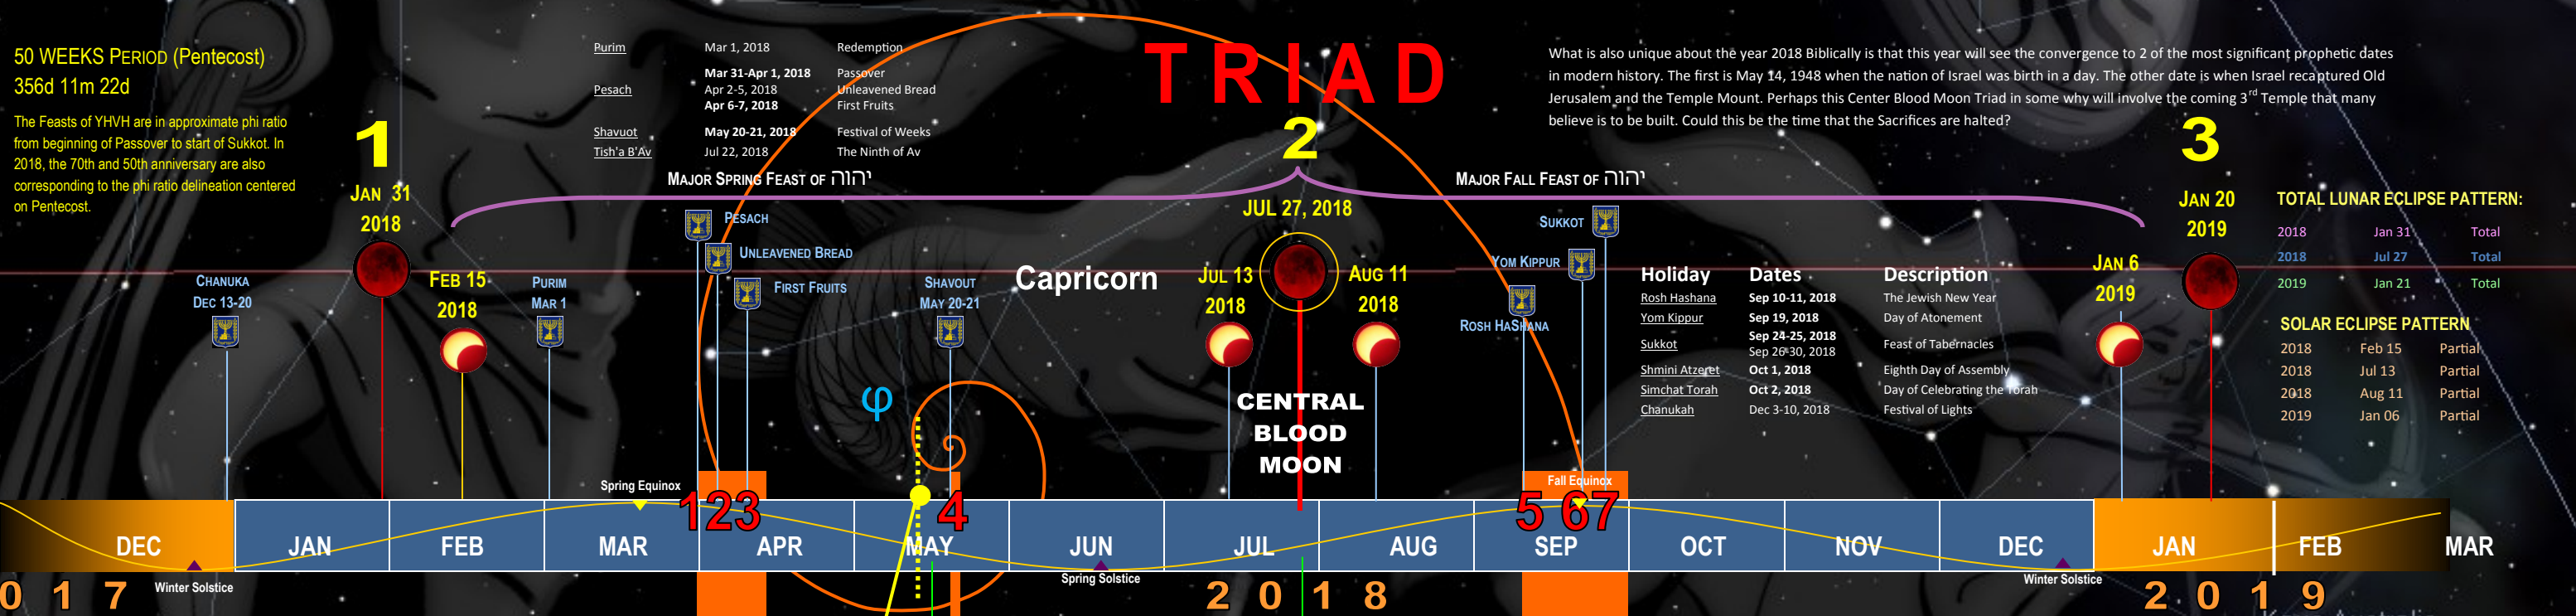 50 WEEKS PERIOD (Pentecost)
356d 11m 22d
The Feasts of YHVH are in approximate phi ratio
from beginning of Passover to start of Sukkot. In
2018, the 70th and 50th anniversary are also
corresponding to the phi ratio delineation centered
on Pentecost.
1
JAN 31
2018
Purim Mar 1, 2018 Redemption
Mar 31-Apr 1, 2018 Passover
Pesach Apr 2-5, 2018 Unleavened Bread
Apr 6-7, 2018 First Fruits
Shavuot May 20-21, 2018 Festival of Weeks
Tish'a B'Av Jul 22, 2018 The Ninth of Av
MAJOR SPRING FEAST OF יהוה
TRIAD
2
JUL 27, 2018
What is also unique about the year 2018 Biblically is that this year will see the convergence to 2 of the most significant prophetic dates
in modern history. The first is May 14, 1948 when the nation of Israel was birth in a day. The other date is when Israel recaptured Old
Jerusalem and the Temple Mount. Perhaps this Center Blood Moon Triad in some why will involve the coming 3rd Temple that many
believe is to be built. Could this be the time that the Sacrifices are halted?
MAJOR FALL FEAST OF יהוה
3
JAN 20
2019
TOTAL LUNAR ECLIPSE PATTERN:
2018 Jan 31 Total
2018 Jul 27 Total
2019 Jan 21 Total
SOLAR ECLIPSE PATTERN
2018 Feb 15 Partial
2018 Jul 13 Partial
2018 Aug 11 Partial
2019 Jan 06 Partial
CHANUKA
DEC 13-20
FEB 15
2018
PURIM
MAR 1
PESACH
UNLEAVENED BREAD
FIRST FRUITS
SHAVOUT
MAY 20-21
Capricorn
JUL 13
2018
AUG 11
2018
SUKKOT
YOM KIPPUR
ROSH HASHANA
Holiday Dates Description
Rosh Hashana Sep 10-11, 2018 The Jewish New Year
Yom Kippur Sep 19, 2018 Day of Atonement
Sep 24-25, 2018
Sukkot Feast of Tabernacles
Sep 26-30, 2018
Shmini Atzeret Oct 1, 2018 Eighth Day of Assembly
Simchat Torah Oct 2, 2018 Day of Celebrating the Torah
Chanukah Dec 3-10, 2018 Festival of Lights
JAN 6
2019
φ
CENTRAL
BLOOD
MOON
Spring Equinox
Fall Equinox
123
4
5 67
DEC JAN FEB MAR APR MAY JUN JUL AUG SEP OCT NOV DEC JAN FEB MAR
Winter Solstice
Spring Solstice
Winter Solstice
017
2018
2019